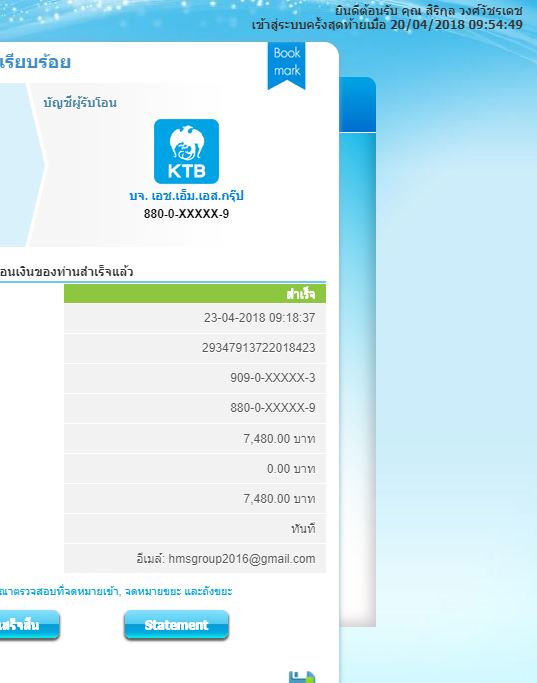 ยินดีต้อนรับ คุณ สิริกุล วงศ์วัชรเดช
เข้าสู่ระบบครั้งสุดท้ายเมื่อ 20/04/2018 09:54:49
เรียบร้อย
Book
mark
บัญชีผู้รับโอน
KTB
บจ. เอช.เอ็ม.เอส.กรุ๊ป
880-0-XXXXX-9
อนเงินของท่านสำเร็จแล้ว
สำเร็จ
23-04-2018 09:18:37
29347913722018423
909-0-XXXXX-3
880-0-XXXXX-9
7,480.00 บาท
0.00 บาท
7,480.00 บาท
ทันที
อีเมล์: hmsgroup2016@gmail.com
ณาตรวจสอบที่จดหมายเข้า, จดหมายขยะ และถังขยะ
เสร็จสิ้น
Statement